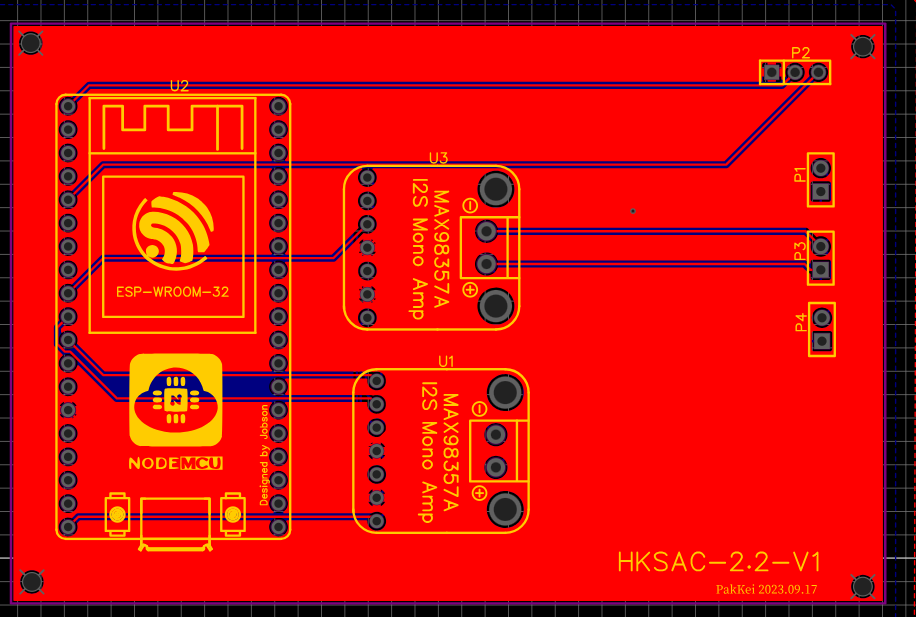 P2
U2
U3
P1
MAX98357A
I2S Mono Amp
P3
ESP-WROOM-32
P4
U1
MAX98357A
I2S Mono Amp
N
NODEMCU
Designed by Jobson
HKSAC-2.2-V1
PakKei 2023.09.17